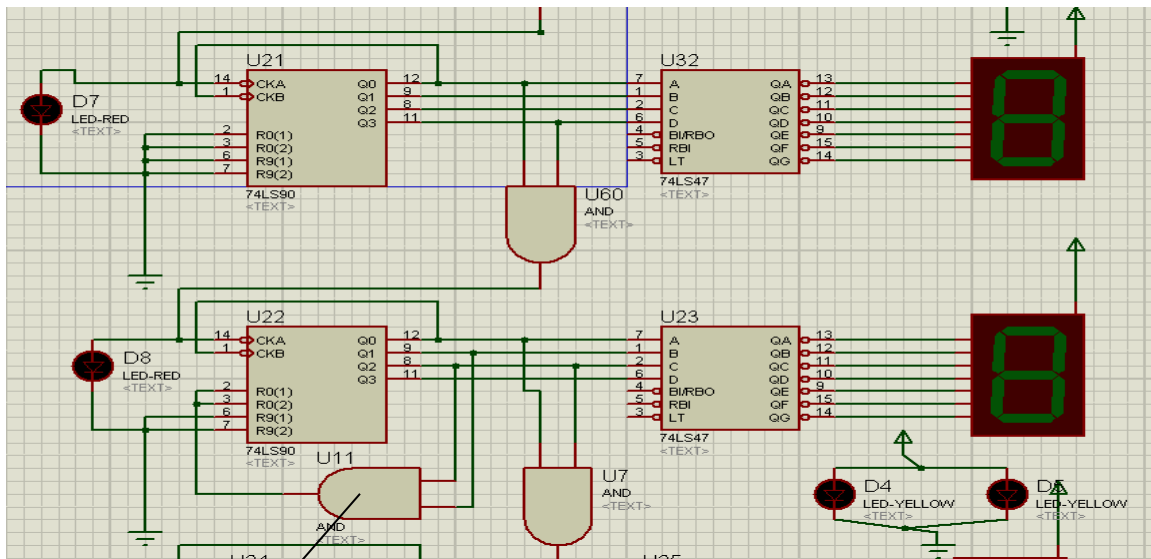 U21
14 CKA Q0 12
1 CKB Q1 9
Q2 8
Q3 11
2 R0(1)
3 R0(2)
6 R9(1)
7 R9(2)
74LS90
<TEXT>
D7
LED-RED
<TEXT>
U32
7 A QA 13
1 B QB 12
2 C QC 11
6 D QD 10
4 BI/RBO QE 9
5 RBI QF 15
3 LT QG 14
74LS47
<TEXT>
U60
AND
<TEXT>
U22
14 CKA Q0 12
1 CKB Q1 9
Q2 8
Q3 11
2 R0(1)
3 R0(2)
6 R9(1)
7 R9(2)
74LS90
<TEXT>
D8
LED-RED
<TEXT>
U23
7 A QA 13
1 B QB 12
2 C QC 11
6 D QD 10
4 BI/RBO QE 9
5 RBI QF 15
3 LT QG 14
74LS47
<TEXT>
U11
AND
<TEXT>
U7
AND
<TEXT>
D4
LED-YELLOW
<TEXT>
LED-YELLOW
<TEXT>